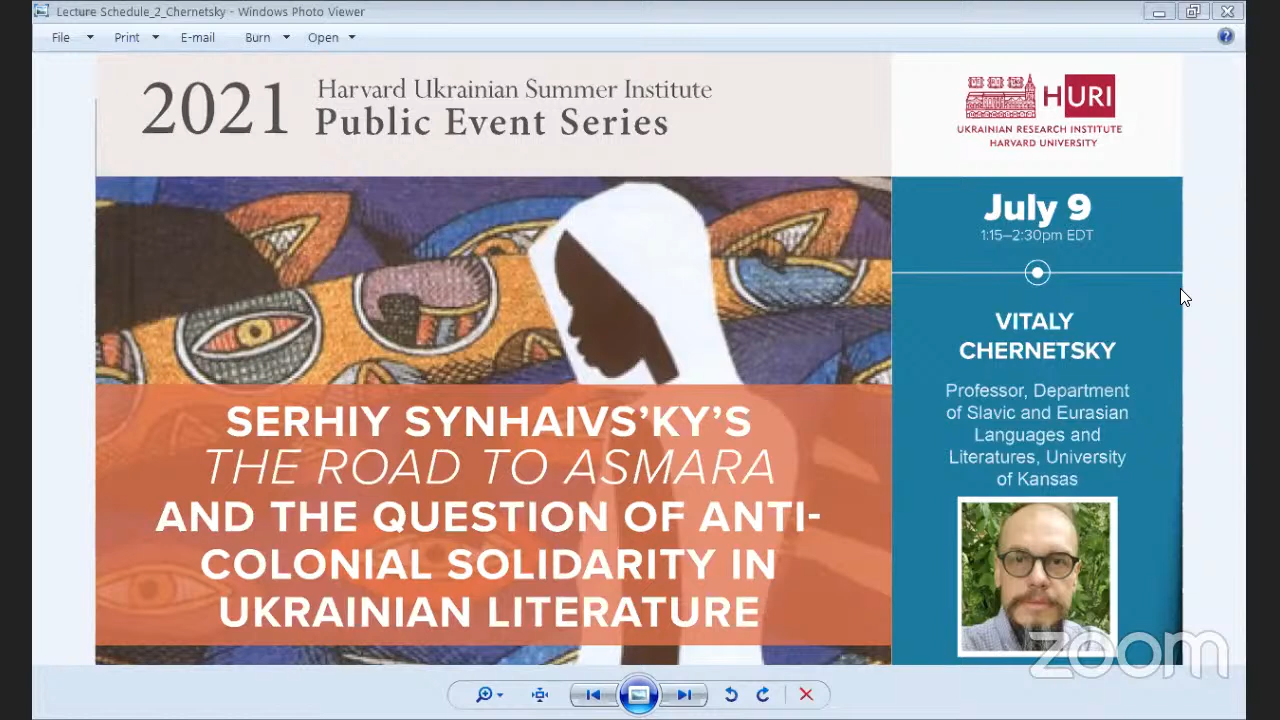 Lecture Schedule_2_Chernetsky - Windows Photo Viewer
File Print E-mail Burn Open
2021 Harvard Ukrainian Summer Institute
Public Event Series
HURI
UKRAINIAN RESEARCH INSTITUTE
HARVARD UNIVERSITY
July 9
1:15–2:30pm EDT
VITALY
CHERNETSKY
Professor, Department
of Slavic and Eurasian
Languages and
Literatures, University
of Kansas
SERHIY SYNHAIVS’KY’S
THE ROAD TO ASMARA
AND THE QUESTION OF ANTI-
COLONIAL SOLIDARITY IN
UKRAINIAN LITERATURE
zoom